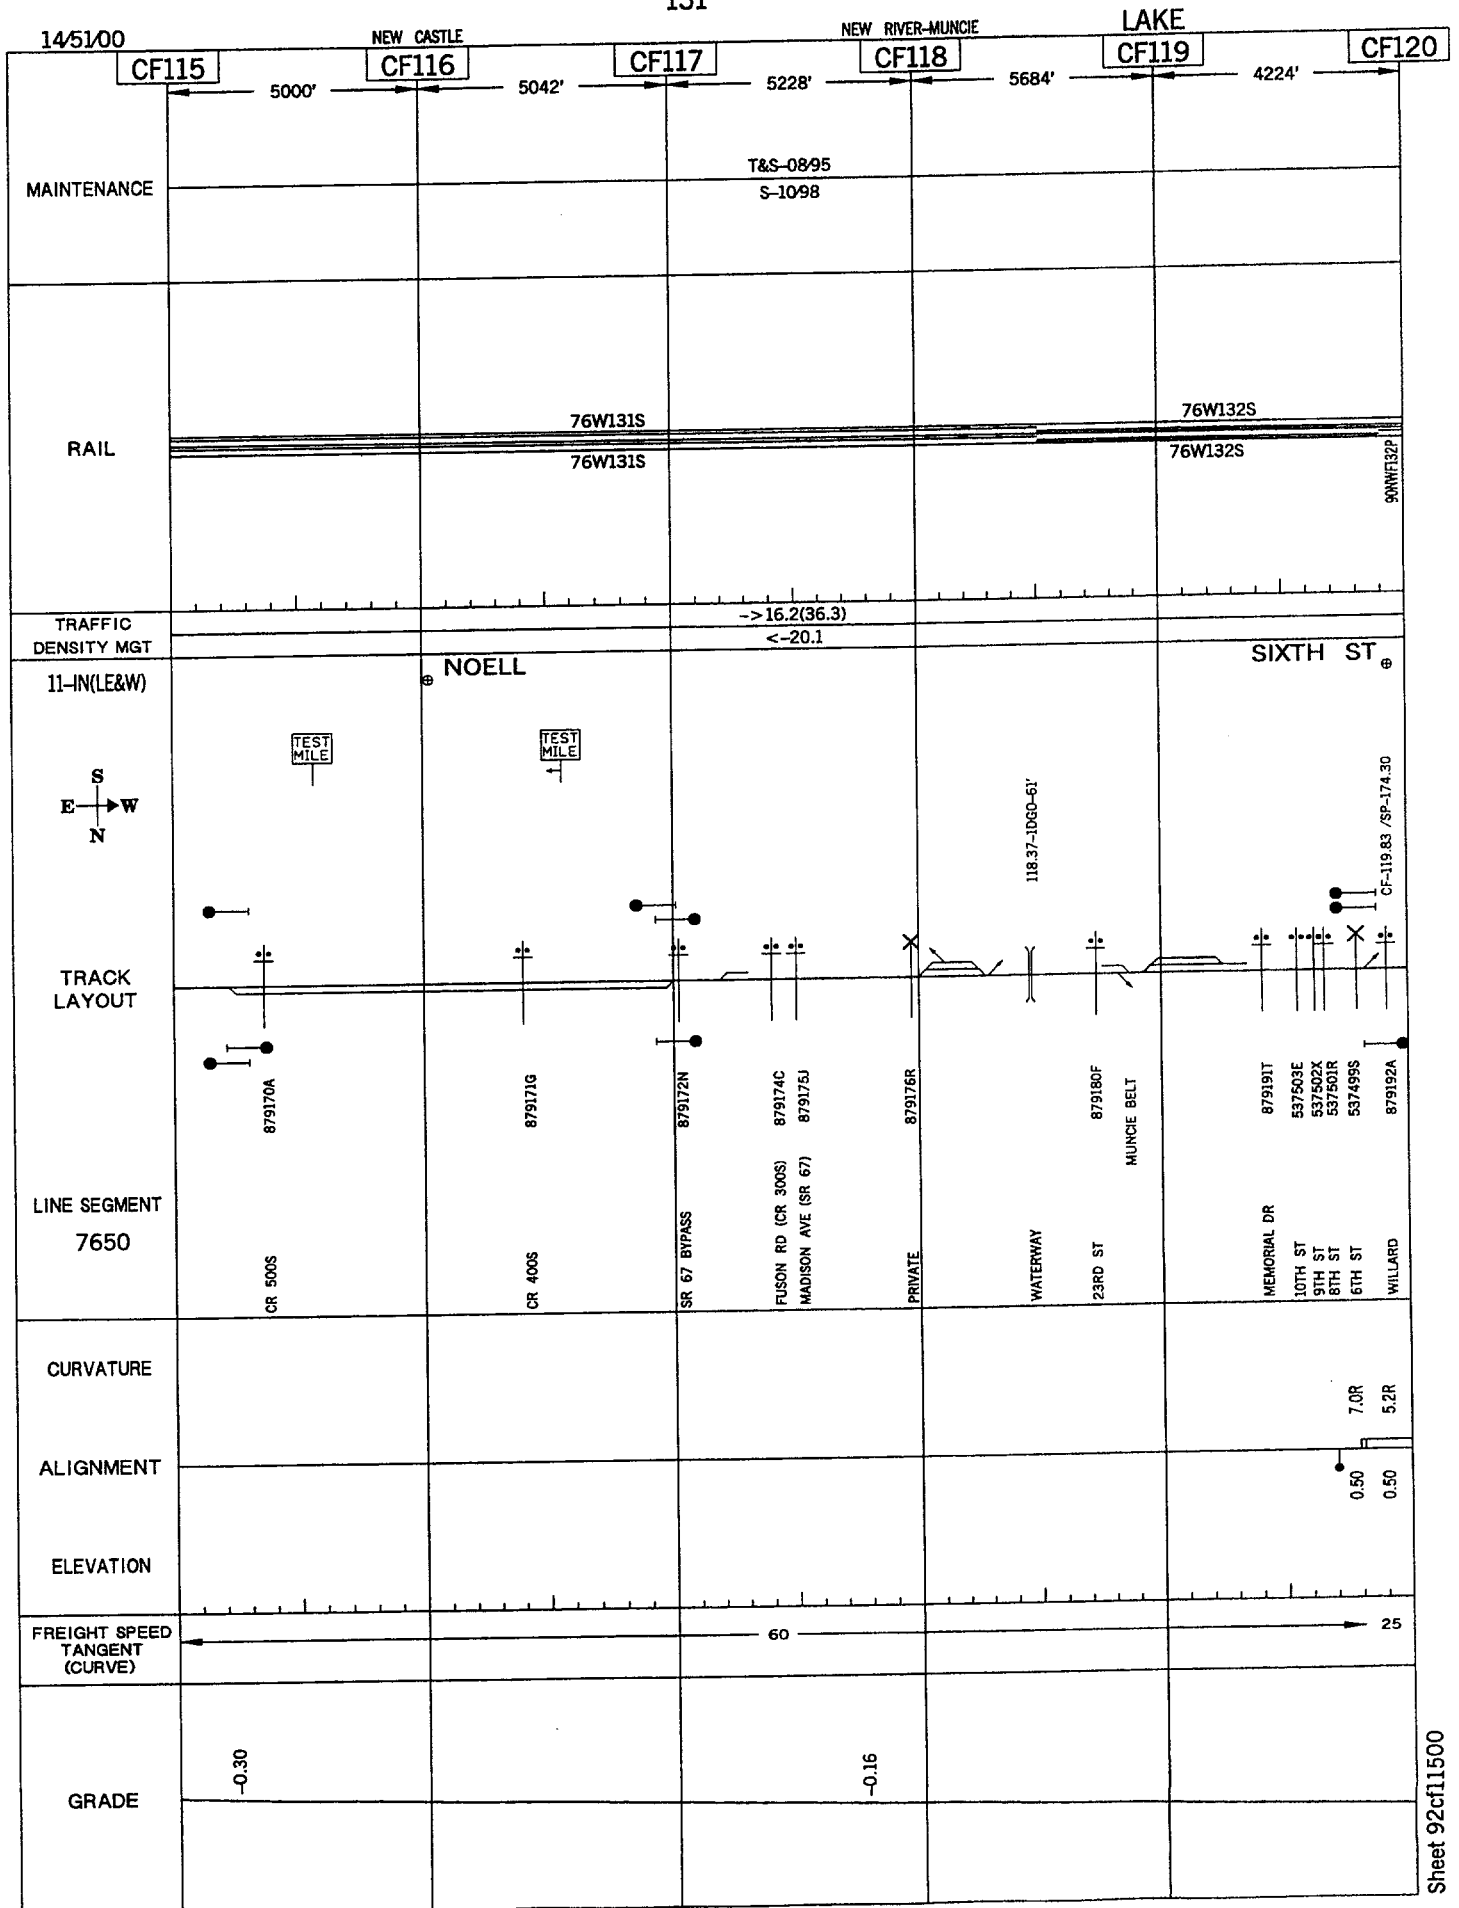 131
14/51/00
NEW CASTLE
NEW RIVER-MUNCIE
LAKE
CF115
CF116
CF117
CF118
CF119
CF120
5000'
5042'
5228'
5684'
4224'
MAINTENANCE
T&S-08/95
S-10/98
RAIL
76W131S
76W132S
76W131S
76W132S
90NWF132P
TRAFFIC
DENSITY MGT
->16.2(36.3)
<-20.1
11-IN(LE&W)
NOELL
SIXTH ST
TEST
MILE
TEST
MILE
S
E W
N
118.37-1DGO-61'
CF-119.83 /SP-174.30
TRACK
LAYOUT
879170A
879171G
879172N
879174C
879175J
879176R
879180F
MUNCIE BELT
879191T
537503E
537502X
537501R
537499S
879192A
LINE SEGMENT
7650
CR 500S
CR 400S
SR 67 BYPASS
FUSON RD (CR 300S)
MADISON AVE (SR 67)
PRIVATE
WATERWAY
23RD ST
MEMORIAL DR
10TH ST
9TH ST
8TH ST
6TH ST
WILLARD
CURVATURE
7.0R
5.2R
ALIGNMENT
0.50
0.50
ELEVATION
FREIGHT SPEED
TANGENT
(CURVE)
60
25
GRADE
-0.30
-0.16
Sheet 92cf11500